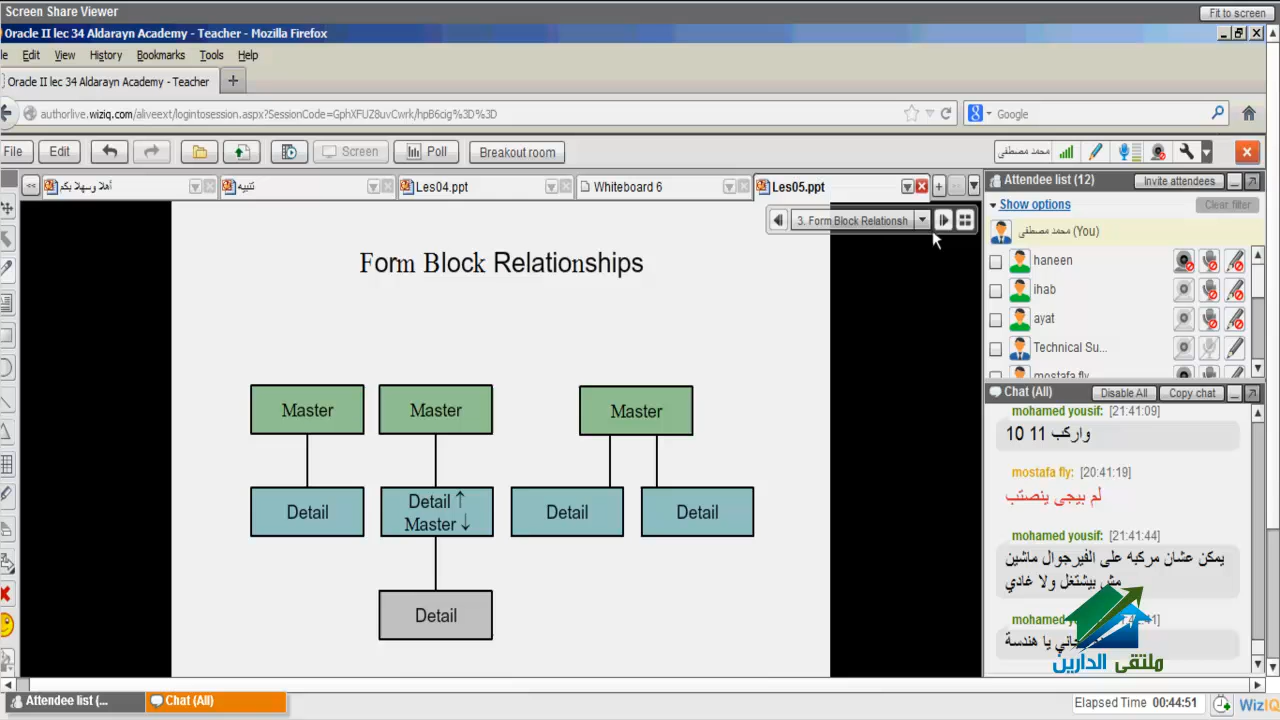 Screen Share Viewer
Fit to screen
Oracle II lec 34 Aldarayn Academy - Teacher - Mozilla Firefox
Edit View History Bookmarks Tools Help
Oracle II lec 34 Aldarayn Academy - Teacher
authorlive.wiziq.com/aliveext/logintosession.aspx?SessionCode=GphXFUZ8uvCwrk/hpB6cig%3D%3D
Google
File Edit Screen Poll Breakout room
محمد مصطفى
<< أهلا وسهلا بكم تنبيه Les04.ppt Whiteboard 6 Les05.ppt
3. Form Block Relationsh
Form Block Relationships
Master Master Master
Detail Detail ↑ Detail Detail
Master ↓
Detail
Attendee list (12) Invite attendees
Show options Clear filter
محمد مصطفى (You)
haneen
ihab
ayat
Technical Su...
mostafa fly
Chat (All) Disable All Copy chat
mohamed yousif: [21:41:09]
واركب 11 10
mostafa fly: [20:41:19]
لم بيجى ينصتب
mohamed yousif: [21:41:44]
يمكن عشان مركبه على الفيرجوال ماشين
مش بيشتغل ولا غادي
يا هندسة
ملتقى الدارين
Attendee list (... Chat (All)
Elapsed Time 00:44:51
WizIQ